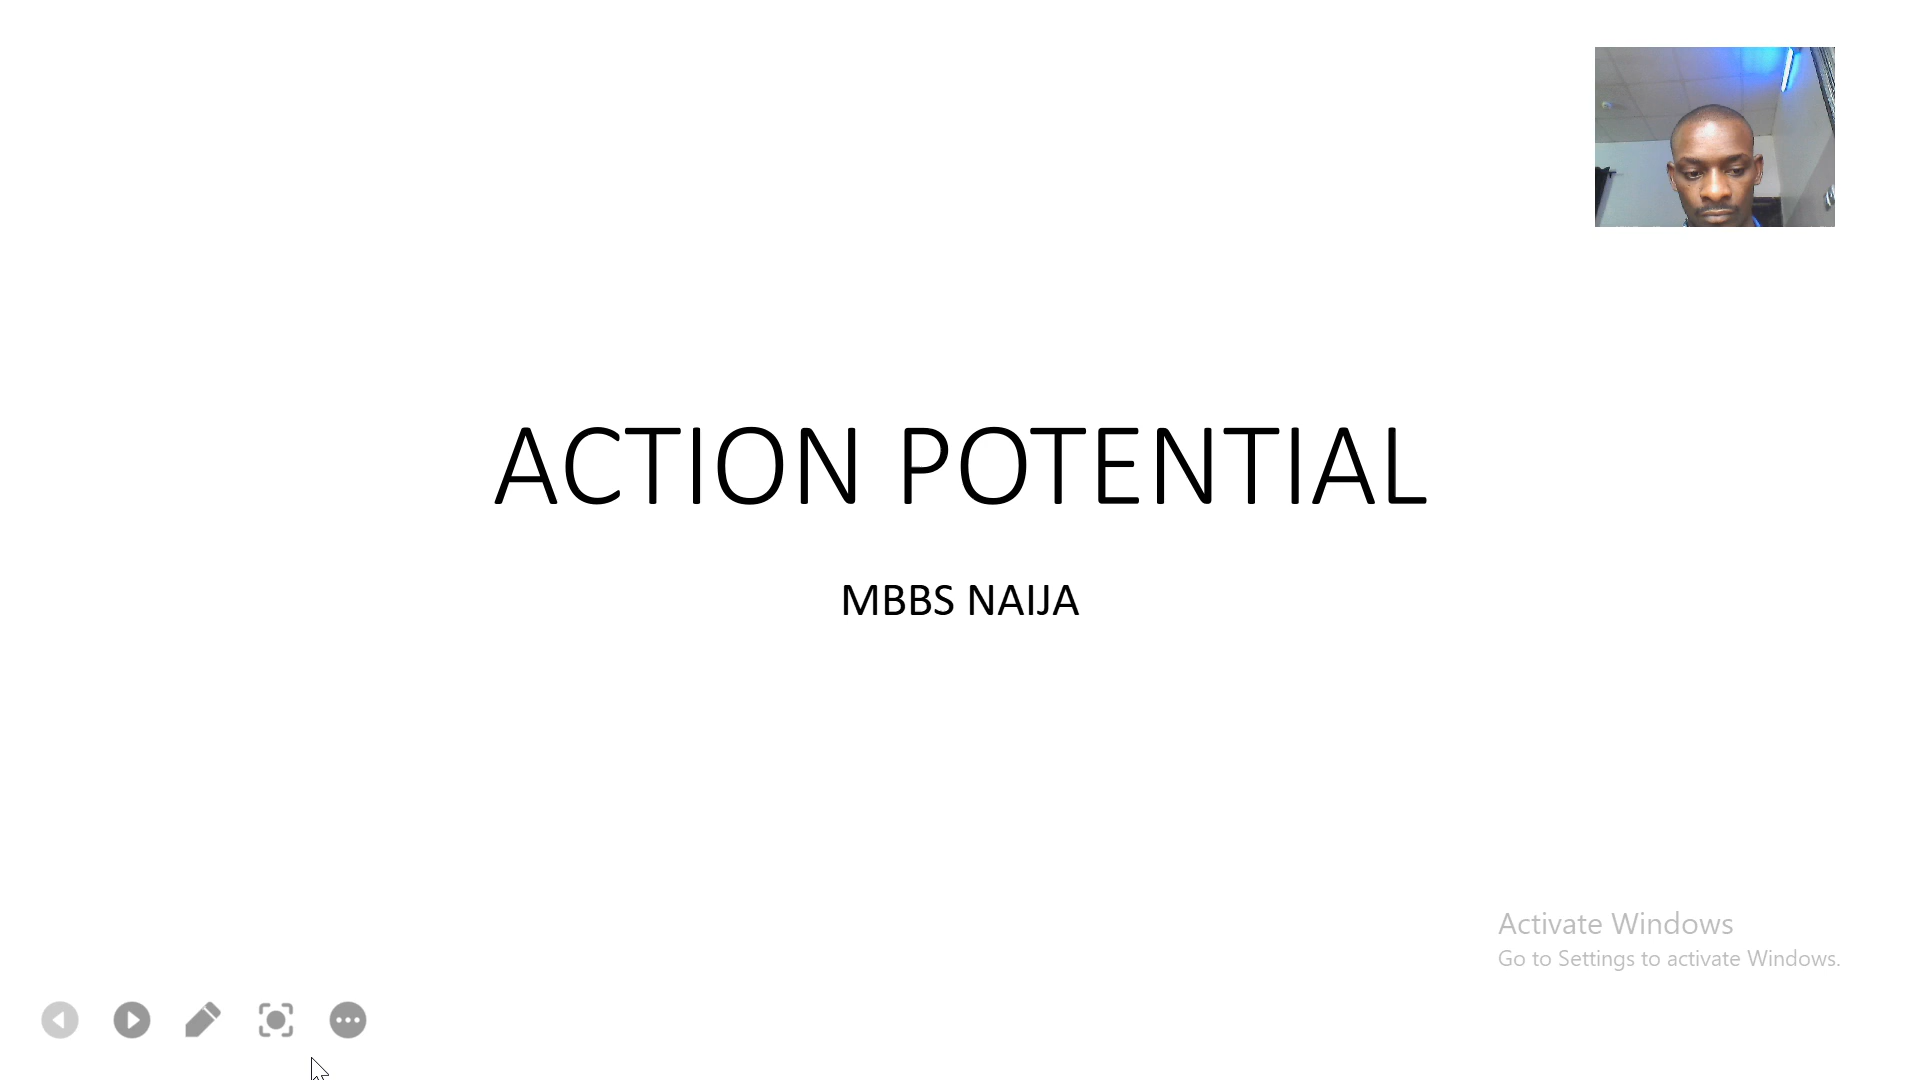 ACTION POTENTIAL
MBBS NAIJA
Activate Windows
Go to Settings to activate Windows.